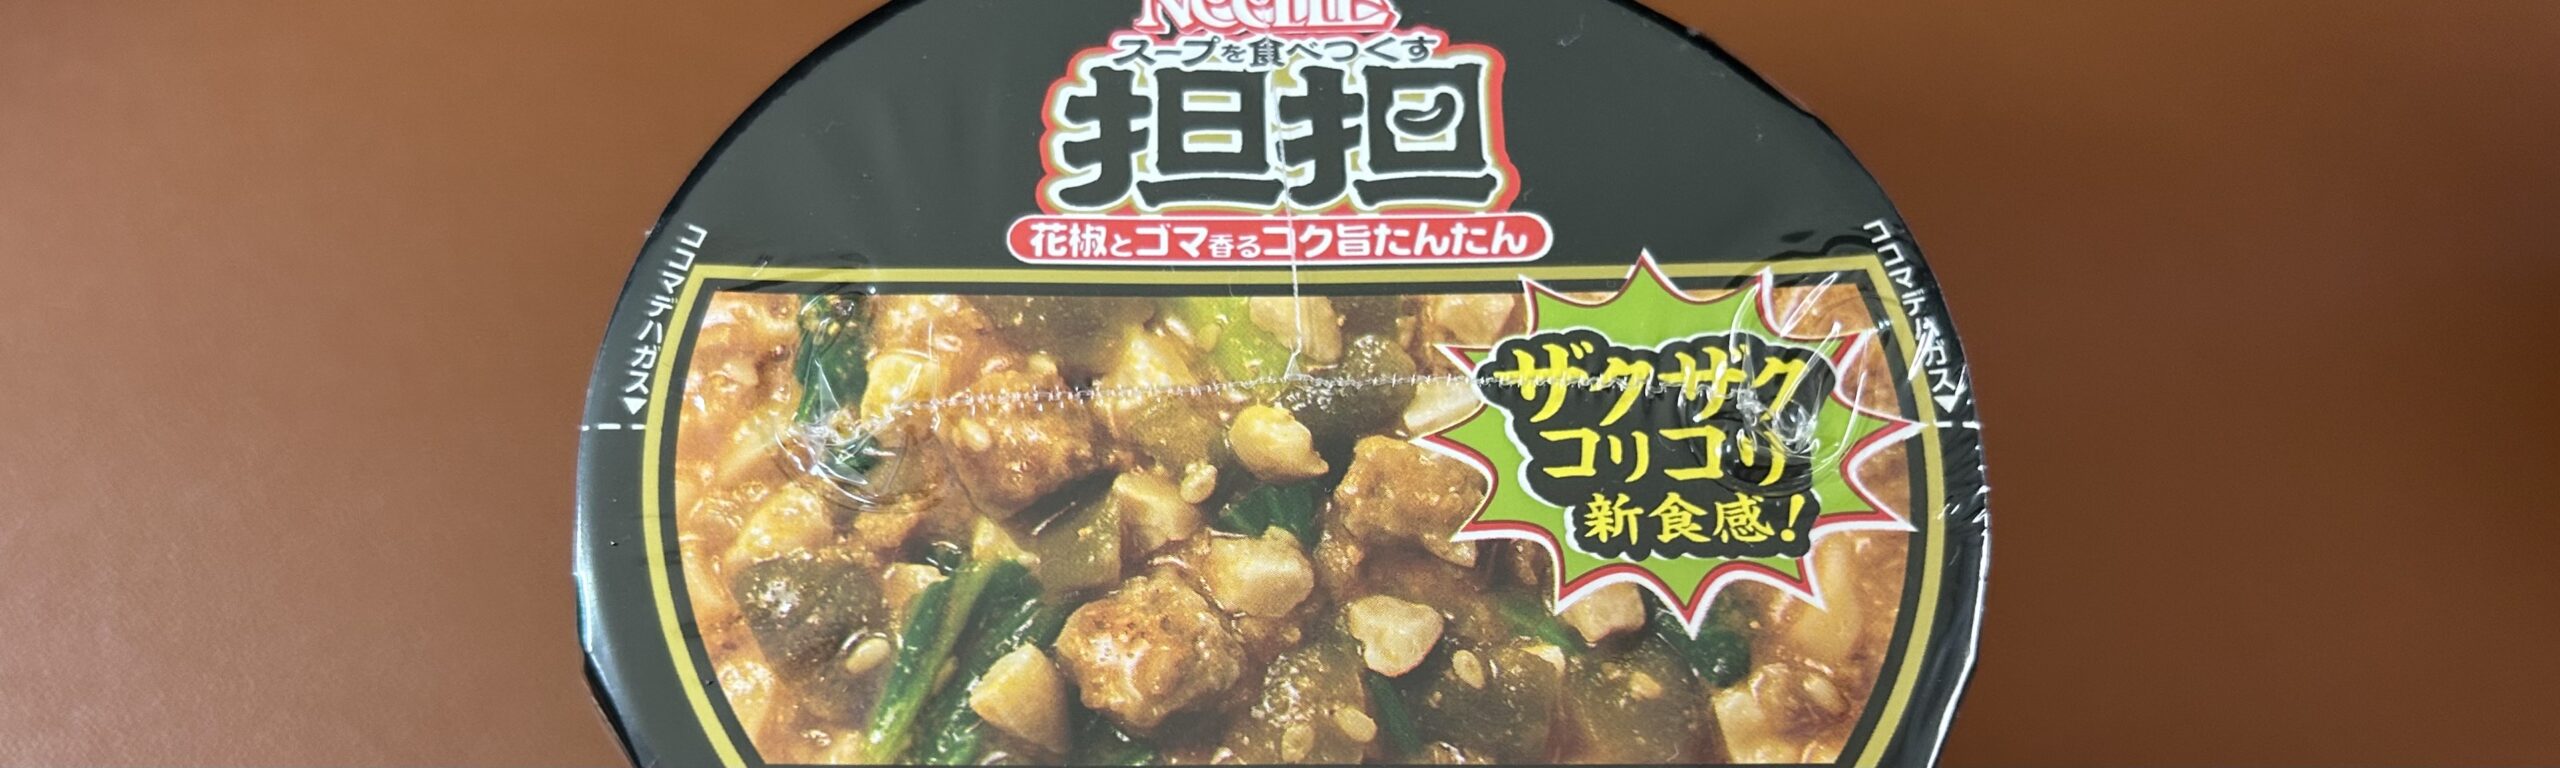 NOODLE
スープを食べつくす
担担
花椒とゴマ香るコク旨たんたん
ココマデハガス▼
ココマデハガス▼
ザクザク
コリコリ
新食感！